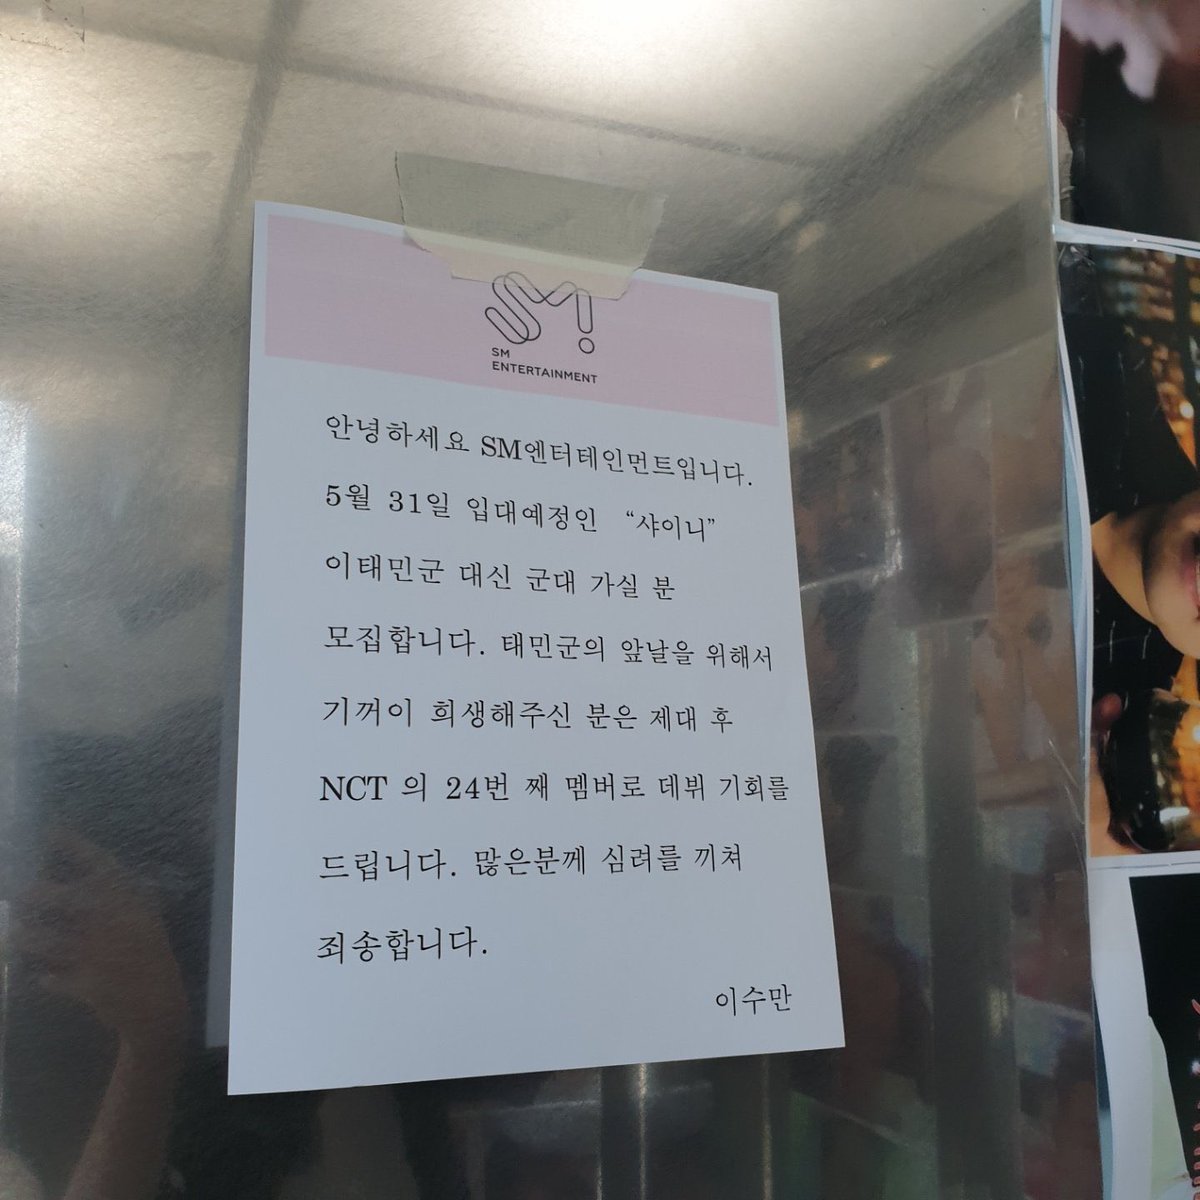 SM
SM
ENTERTAINMENT
안녕하세요 SM엔터테인먼트입니다.
5월 31일 입대예정인 “샤이니”
이태민군 대신 군대 가실 분
모집합니다. 태민군의 앞날을 위해서
기꺼이 희생해주신 분은 제대 후
NCT 의 24번 째 멤버로 데뷔 기회를
드립니다. 많은분께 심려를 끼쳐
죄송합니다.
이수만